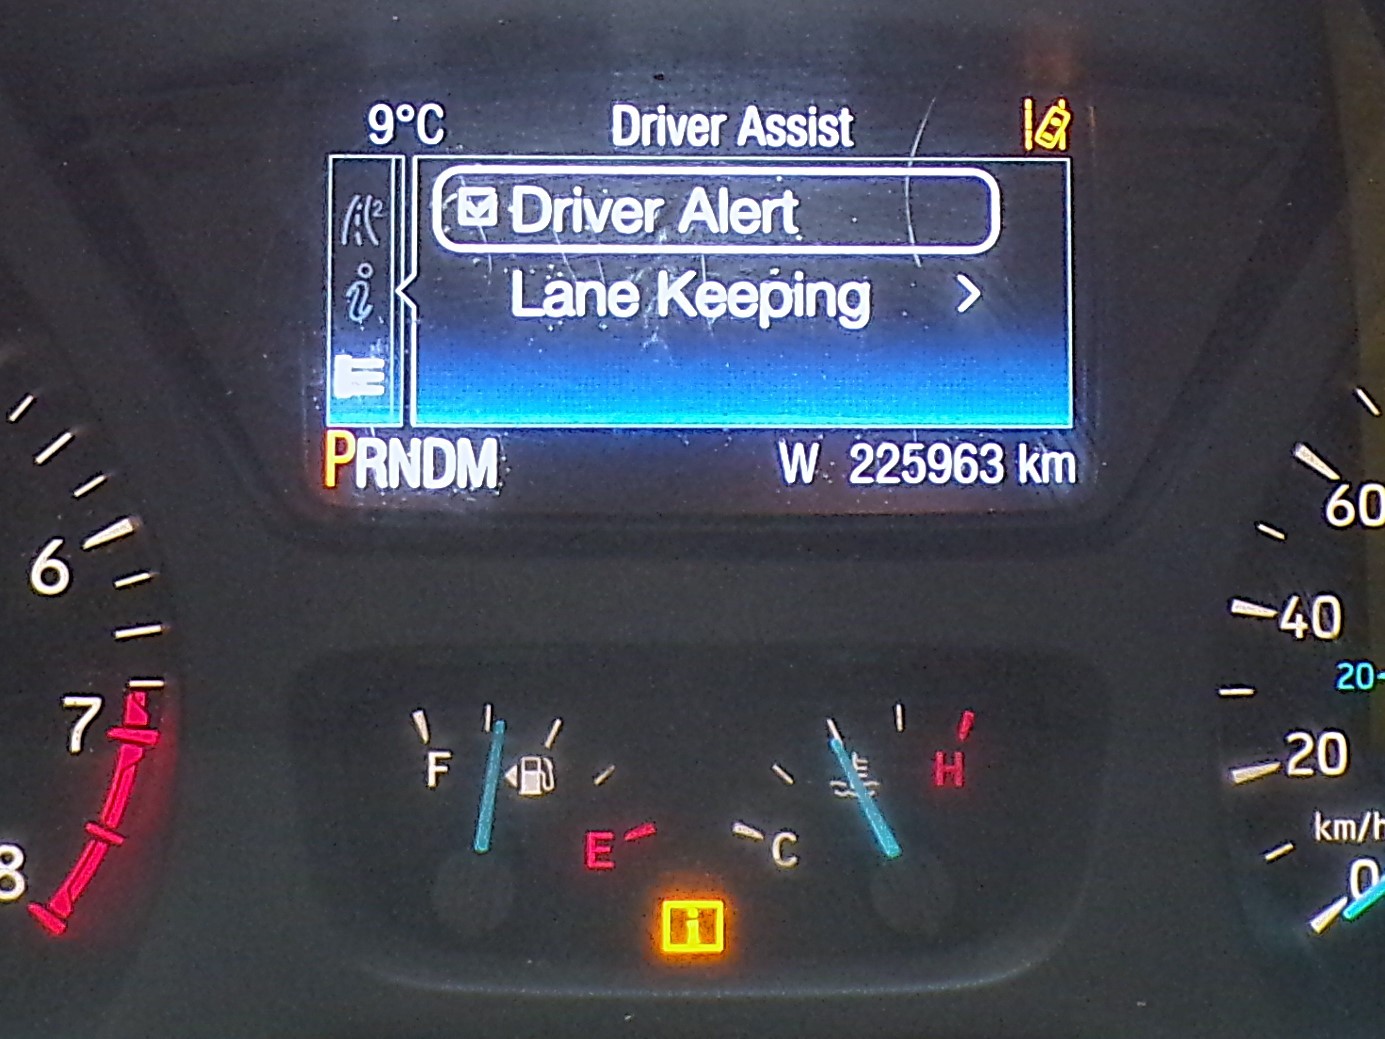 9°C Driver Assist
Driver Alert
Lane Keeping
PRNDM W 225963 km
6
7
8
F
E
C
H
60
40
20
20
km/h
0